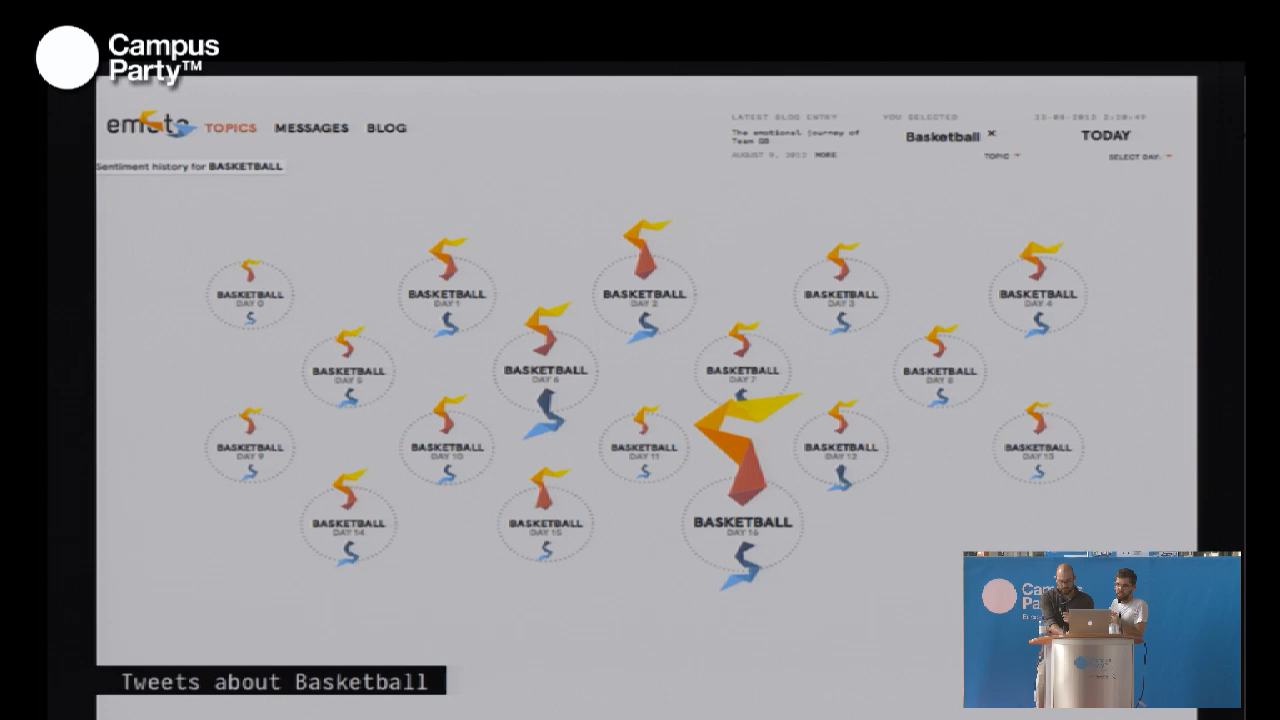 Campus
Party™
emoto
TOPICS MESSAGES BLOG
LATEST BLOG ENTRY
The emotional journey of
Team GB
AUGUST 9, 2012 MORE
YOU SELECTED
Basketball ×
TOPIC
TODAY
SELECT DAY
Sentiment history for BASKETBALL
BASKETBALL
DAY 0
BASKETBALL
DAY 1
BASKETBALL
DAY 2
BASKETBALL
DAY 3
BASKETBALL
DAY 4
BASKETBALL
DAY 5
BASKETBALL
DAY 6
BASKETBALL
DAY 7
BASKETBALL
DAY 8
BASKETBALL
DAY 9
BASKETBALL
DAY 10
BASKETBALL
DAY 11
BASKETBALL
DAY 12
BASKETBALL
DAY 13
BASKETBALL
DAY 14
BASKETBALL
DAY 15
BASKETBALL
DAY 16
Tweets about Basketball